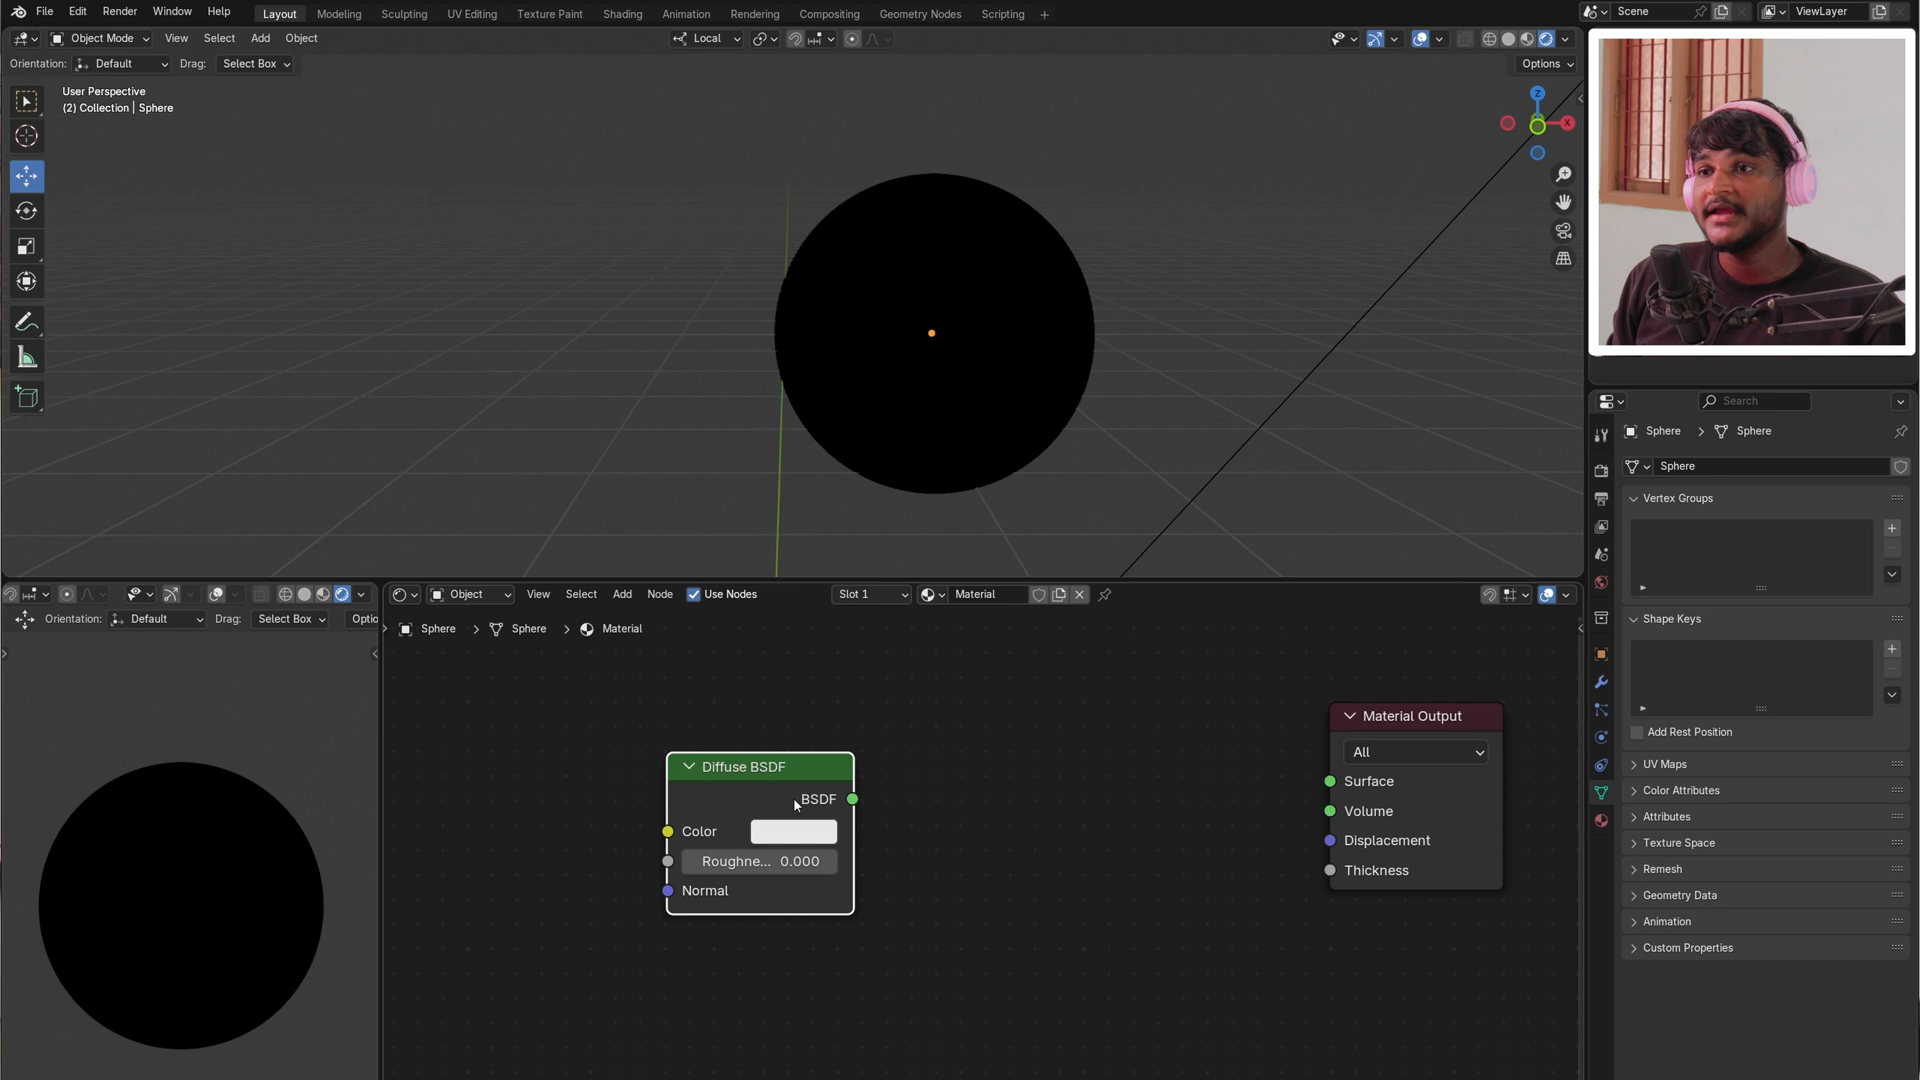 File Edit Render Window Help Layout Modeling Sculpting UV Editing Texture Paint Shading Animation Rendering Compositing Geometry Nodes Scripting Scene ViewLayer
Object Mode View Select Add Object Local
Orientation: Default Drag: Select Box Options
User Perspective
(2) Collection | Sphere
Z
X
Search
Sphere Sphere
Sphere
Vertex Groups
Shape Keys
Add Rest Position
UV Maps
Color Attributes
Attributes
Texture Space
Remesh
Geometry Data
Animation
Custom Properties
Object View Select Add Node Use Nodes Slot 1 Material
Orientation: Default Drag: Select Box Optio
Sphere Sphere Material
Diffuse BSDF
BSDF
Color
Roughne... 0.000
Normal
Material Output
All
Surface
Volume
Displacement
Thickness